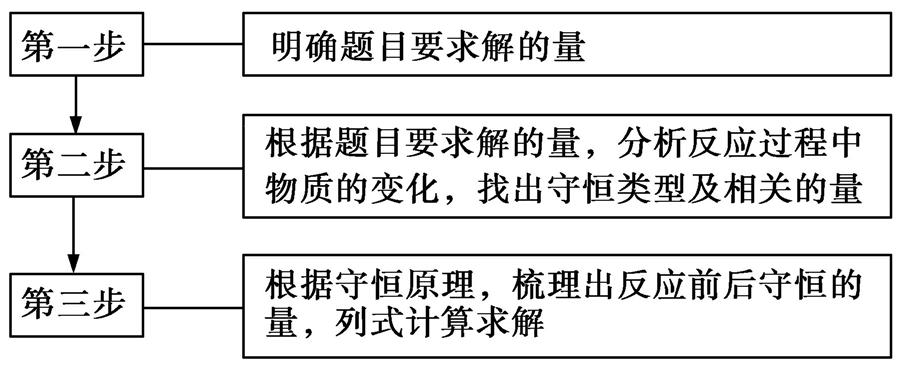 第一步
明确题目要求解的量
第二步
根据题目要求解的量，分析反应过程中
物质的变化，找出守恒类型及相关的量
第三步
根据守恒原理，梳理出反应前后守恒的
量，列式计算求解